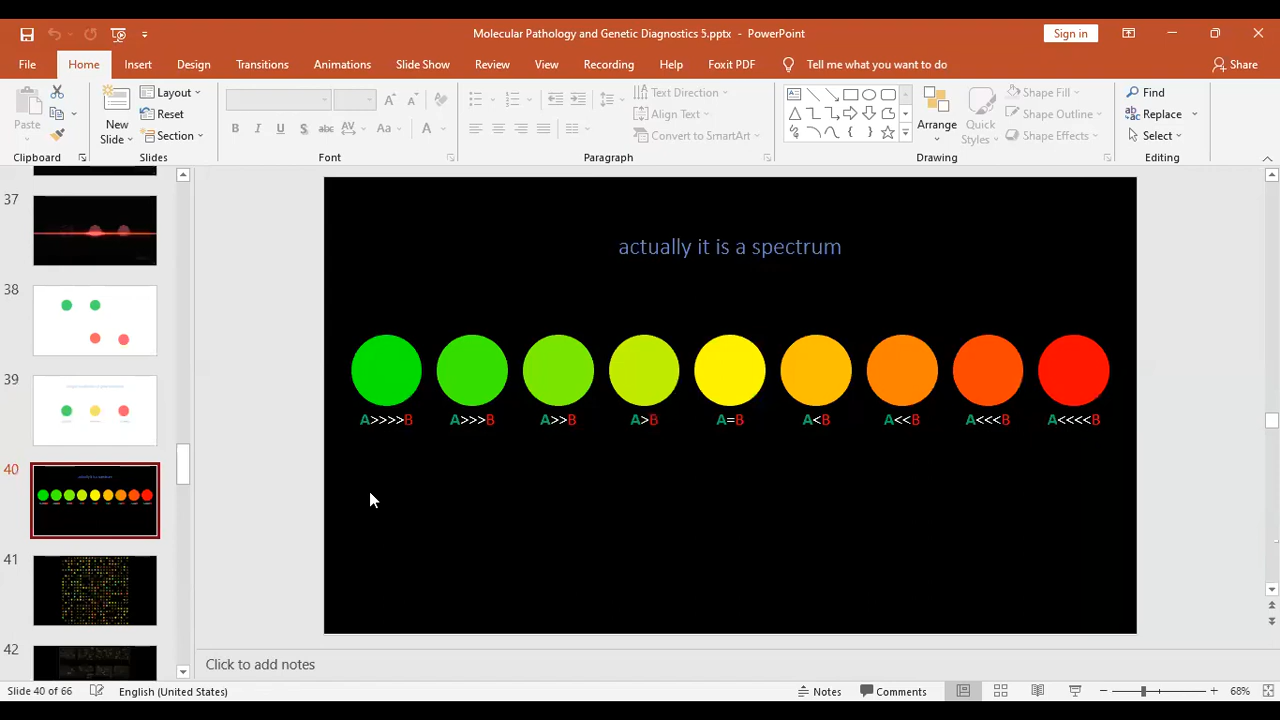 Molecular Pathology and Genetic Diagnostics 5.pptx - PowerPoint
Sign in
File Home Insert Design Transitions Animations Slide Show Review View Recording Help Foxit PDF Tell me what you want to do Share
Paste
New Slide
Layout
Reset
Section
Aa
Text Direction
Align Text
Convert to SmartArt
Arrange
Quick Styles
Shape Fill
Shape Outline
Shape Effects
Find
Replace
Select
Clipboard Slides Font Paragraph Drawing Editing
37
38
39
40
41
42
actually it is a spectrum
A>>>>B A>>>B A>>B A>B A=B A<B A<<B A<<<B A<<<<B
Click to add notes
Slide 40 of 66 English (United States) Notes Comments 68%